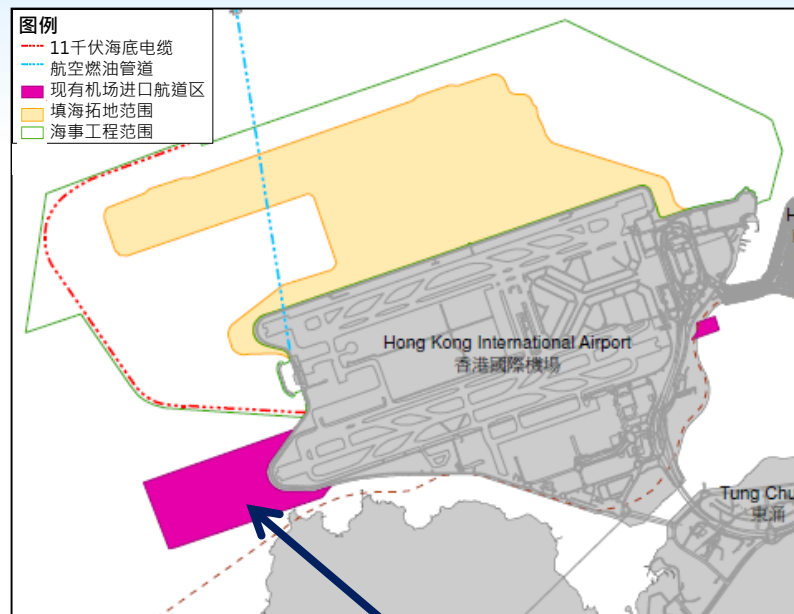 图例
11千伏海底电缆
航空燃油管道
现有机场进口航道区
填海拓地范围
海事工程范围
H
Hong Kong International Airport
香港國際機場
Tung Chu
東涌